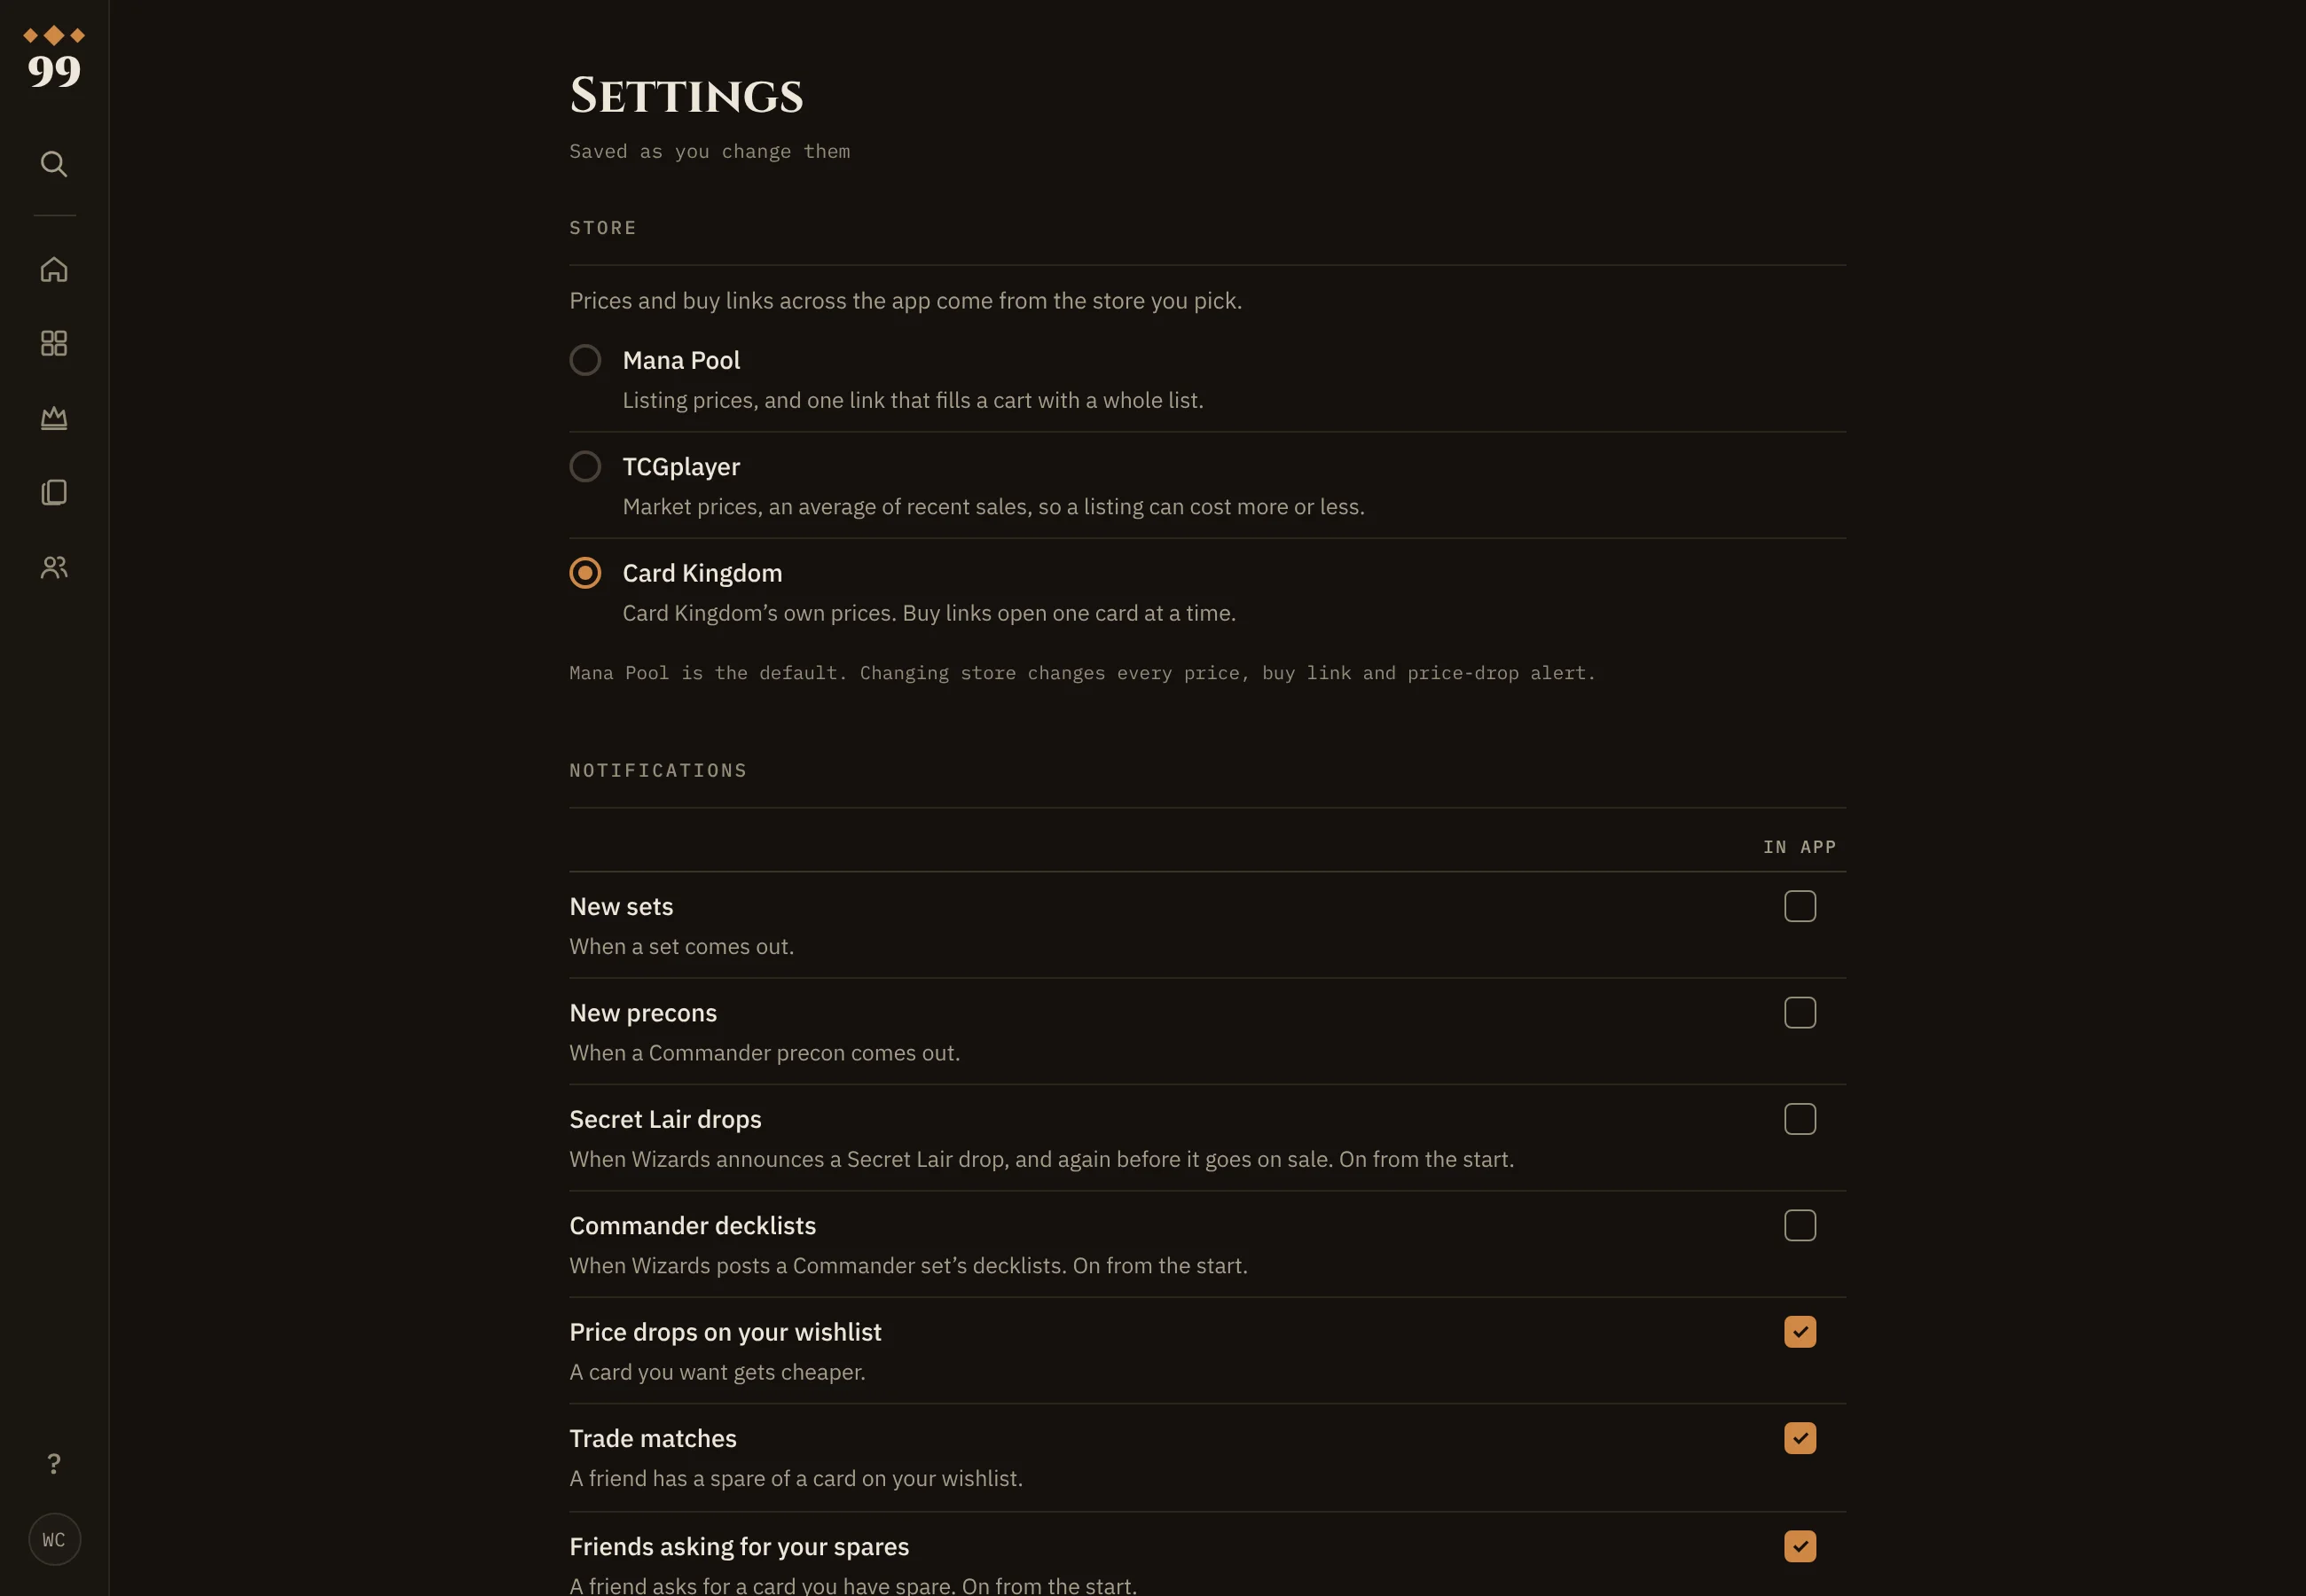 99
Settings
Saved as you change them
STORE
Prices and buy links across the app come from the store you pick.
Mana Pool
Listing prices, and one link that fills a cart with a whole list.
TCGplayer
Market prices, an average of recent sales, so a listing can cost more or less.
Card Kingdom
Card Kingdom’s own prices. Buy links open one card at a time.
Mana Pool is the default. Changing store changes every price, buy link and price-drop alert.
NOTIFICATIONS
IN APP
New sets
When a set comes out.
New precons
When a Commander precon comes out.
Secret Lair drops
When Wizards announces a Secret Lair drop, and again before it goes on sale. On from the start.
Commander decklists
When Wizards posts a Commander set’s decklists. On from the start.
Price drops on your wishlist
A card you want gets cheaper.
Trade matches
A friend has a spare of a card on your wishlist.
Friends asking for your spares
A friend asks for a card you have spare. On from the start.
?
WC